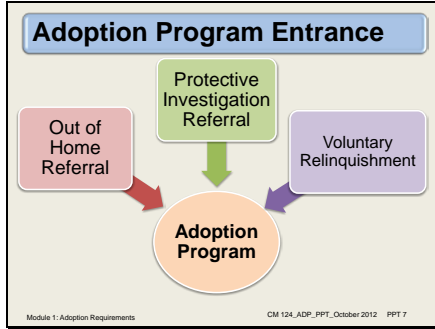 Adoption Program Entrance
Protective
Investigation
Referral
Out of
Home
Referral
Voluntary
Relinquishment
Adoption
Program
Module 1: Adoption Requirements
CM 124_ADP_PPT_October 2012 PPT 7